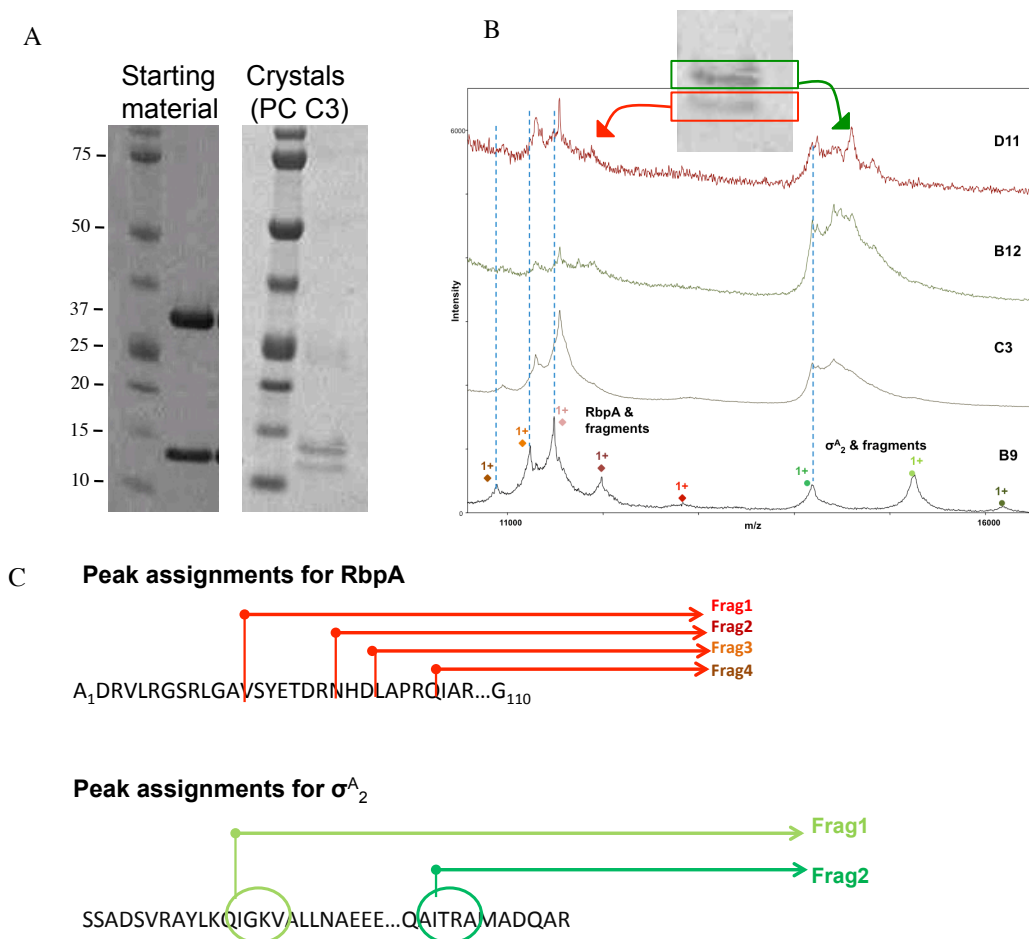 A
Starting material
Crystals (PC C3)
75
50
37
25
20
15
10
B
6000
Intensity
0
D11
B12
C3
B9
1+
1+
1+
RbpA & fragments
1+
1+
1+
σᴬ₂ & fragments
1+
1+
11000
m/z
16000
C
Peak assignments for RbpA
Frag1
Frag2
Frag3
Frag4
A₁DRVLRGSRLGAVSYETDRNHDLAPRQIAR...G₁₁₀
Peak assignments for σᴬ₂
Frag1
Frag2
SSADSVRAYLKQIGKVALLNAEEE...QAITRAMADQAR